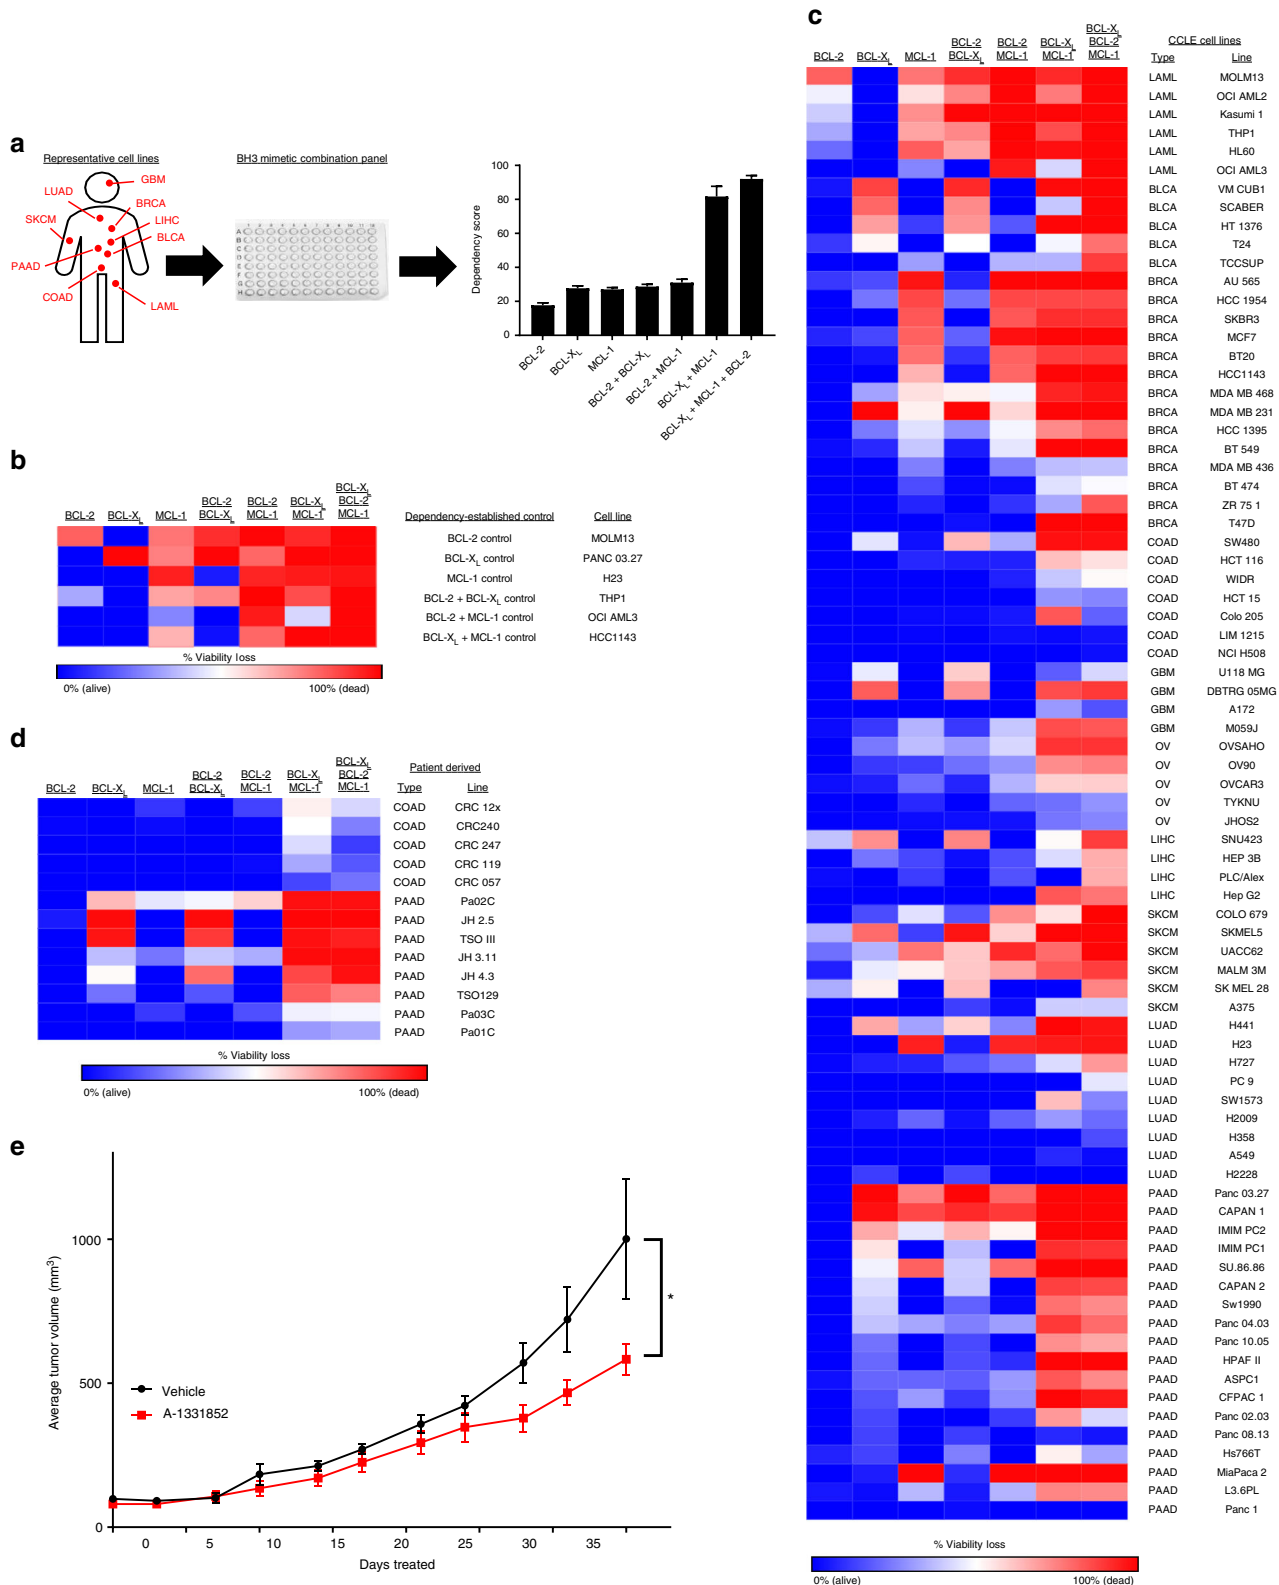 a
Representative cell lines
GBM
LUAD
BRCA
SKCM
LIHC
BLCA
PAAD
COAD
LAML
BH3 mimetic combination panel
1 2 3 4 5 6 7 8 9 10 11 12
A
B
C
D
E
F
G
H
Dependency score
100
80
60
40
20
0
BCL-2
BCL-XL
MCL-1
BCL-2 + BCL-XL
BCL-2 + MCL-1
BCL-XL + MCL-1
BCL-XL + MCL-1 + BCL-2
b
BCL-2
BCL-XL
MCL-1
BCL-2 BCL-XL
BCL-2 MCL-1
BCL-XL MCL-1
BCL-XL BCL-2 MCL-1
Dependency-established control Cell line
BCL-2 control MOLM13
BCL-XL control PANC 03.27
MCL-1 control H23
BCL-2 + BCL-XL control THP1
BCL-2 + MCL-1 control OCI AML3
BCL-XL + MCL-1 control HCC1143
% Viability loss
0% (alive) 100% (dead)
c
BCL-2
BCL-XL
MCL-1
BCL-2 BCL-XL
BCL-2 MCL-1
BCL-XL MCL-1
BCL-XL BCL-2 MCL-1
CCLE cell lines
Type Line
LAML MOLM13
LAML OCI AML2
LAML Kasumi 1
LAML THP1
LAML HL60
LAML OCI AML3
BLCA VM CUB1
BLCA SCABER
BLCA HT 1376
BLCA T24
BLCA TCCSUP
BRCA AU 565
BRCA HCC 1954
BRCA SKBR3
BRCA MCF7
BRCA BT20
BRCA HCC1143
BRCA MDA MB 468
BRCA MDA MB 231
BRCA HCC 1395
BRCA BT 549
BRCA MDA MB 436
BRCA BT 474
BRCA ZR 75 1
BRCA T47D
COAD SW480
COAD HCT 116
COAD WIDR
COAD HCT 15
COAD Colo 205
COAD LIM 1215
COAD NCI H508
GBM U118 MG
GBM DBTRG 05MG
GBM A172
GBM M059J
OV OVSAHO
OV OV90
OV OVCAR3
OV TYKNU
OV JHOS2
LIHC SNU423
LIHC HEP 3B
LIHC PLC/Alex
LIHC Hep G2
SKCM COLO 679
SKCM SKMEL5
SKCM UACC62
SKCM MALM 3M
SKCM SK MEL 28
SKCM A375
LUAD H441
LUAD H23
LUAD H727
LUAD PC 9
LUAD SW1573
LUAD H2009
LUAD H358
LUAD A549
LUAD H2228
PAAD Panc 03.27
PAAD CAPAN 1
PAAD IMIM PC2
PAAD IMIM PC1
PAAD SU.86.86
PAAD CAPAN 2
PAAD Sw1990
PAAD Panc 04.03
PAAD Panc 10.05
PAAD HPAF II
PAAD ASPC1
PAAD CFPAC 1
PAAD Panc 02.03
PAAD Panc 08.13
PAAD Hs766T
PAAD MiaPaca 2
PAAD L3.6PL
PAAD Panc 1
% Viability loss
0% (alive) 100% (dead)
d
BCL-2
BCL-XL
MCL-1
BCL-2 BCL-XL
BCL-2 MCL-1
BCL-XL MCL-1
BCL-XL BCL-2 MCL-1
Patient derived
Type Line
COAD CRC 12x
COAD CRC240
COAD CRC 247
COAD CRC 119
COAD CRC 057
PAAD Pa02C
PAAD JH 2.5
PAAD TSO III
PAAD JH 3.11
PAAD JH 4.3
PAAD TSO129
PAAD Pa03C
PAAD Pa01C
% Viability loss
0% (alive) 100% (dead)
e
Average tumor volume (mm³)
1000
500
0
Vehicle
A-1331852
*
0 5 10 15 20 25 30 35
Days treated